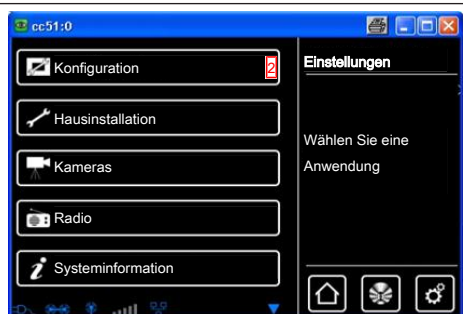 cc51:0
Konfiguration 2
Hausinstallation
Kameras
Radio
Systeminformation
Einstellungen
Wählen Sie eine
Anwendung